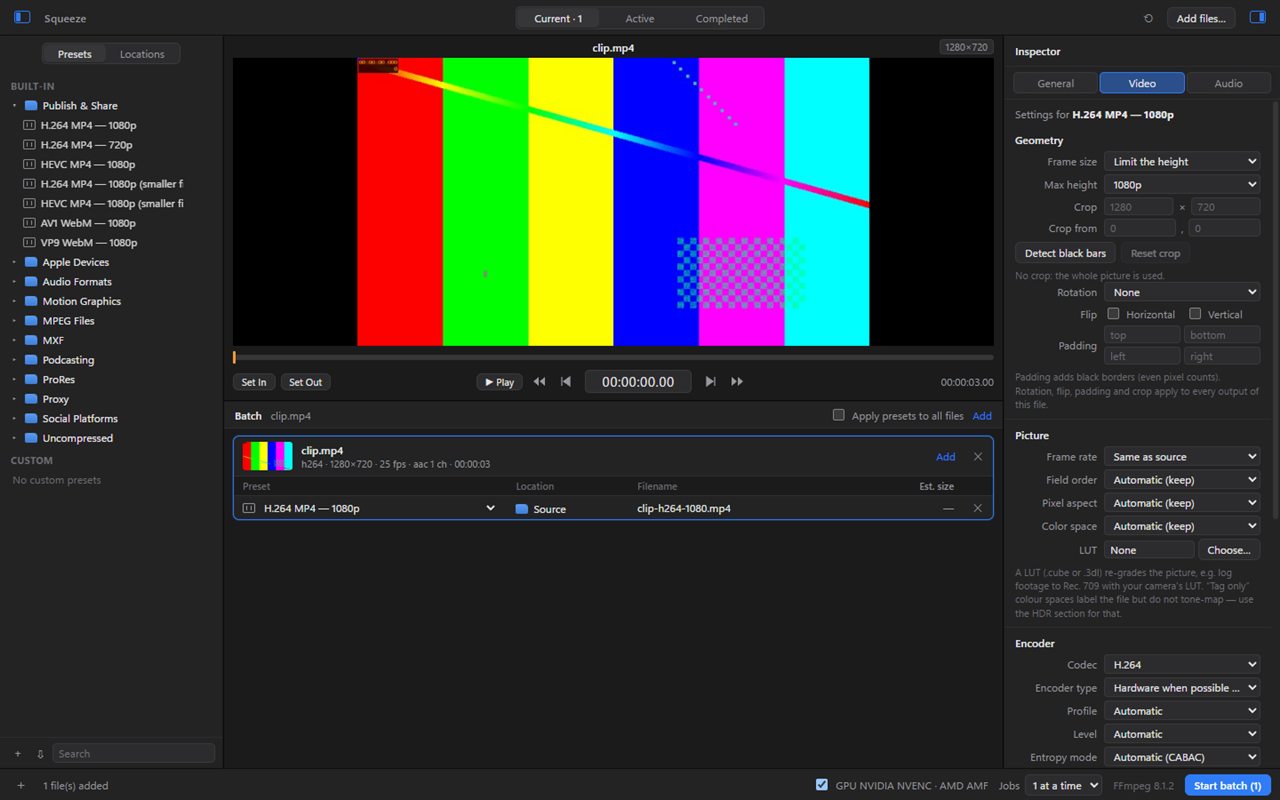 Squeeze
Current · 1
Active
Completed
Add files...
Presets
Locations
BUILT-IN
Publish & Share
H.264 MP4 — 1080p
H.264 MP4 — 720p
HEVC MP4 — 1080p
H.264 MP4 — 1080p (smaller fi
HEVC MP4 — 1080p (smaller fi
AV1 WebM — 1080p
VP9 WebM — 1080p
Apple Devices
Audio Formats
Motion Graphics
MPEG Files
MXF
Podcasting
ProRes
Proxy
Social Platforms
Uncompressed
CUSTOM
No custom presets
Search
clip.mp4
1280×720
Set In
Set Out
Play
00:00:00.00
00:00:03.00
Batch clip.mp4
Apply presets to all files
Add
clip.mp4
h264 · 1280×720 · 25 fps · aac 1 ch · 00:00:03
Add
Preset
Location
Filename
Est. size
H.264 MP4 — 1080p
Source
clip-h264-1080.mp4
—
Inspector
General
Video
Audio
Settings for H.264 MP4 — 1080p
Geometry
Frame size Limit the height
Max height 1080p
Crop 1280 × 720
Crop from 0 , 0
Detect black bars
Reset crop
No crop: the whole picture is used.
Rotation None
Flip Horizontal Vertical
Padding top bottom
left right
Padding adds black borders (even pixel counts).
Rotation, flip, padding and crop apply to every output of
this file.
Picture
Frame rate Same as source
Field order Automatic (keep)
Pixel aspect Automatic (keep)
Color space Automatic (keep)
LUT None Choose...
A LUT (.cube or .3dl) re-grades the picture, e.g. log
footage to Rec. 709 with your camera's LUT. “Tag only”
colour spaces label the file but do not tone-map — use
the HDR section for that.
Encoder
Codec H.264
Encoder type Hardware when possible ...
Profile Automatic
Level Automatic
Entropy mode Automatic (CABAC)
1 file(s) added
GPU NVIDIA NVENC · AMD AMF
Jobs 1 at a time
FFmpeg 8.1.2
Start batch (1)